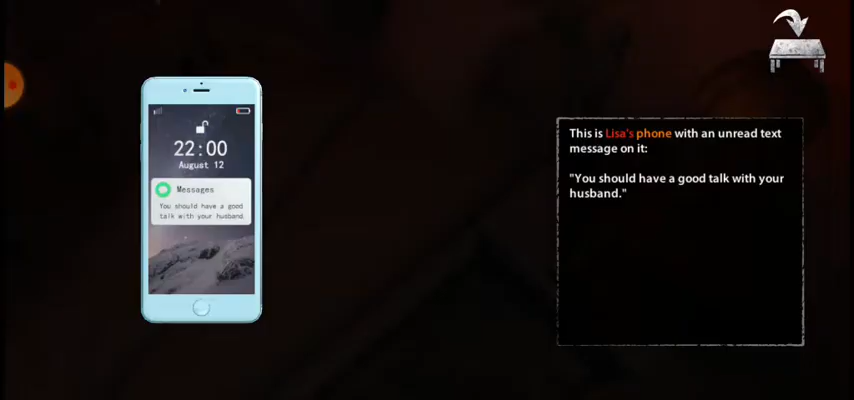 22:00
August 12
Messages
You should have a good
talk with your husband.
This is Lisa's phone with an unread text
message on it:
"You should have a good talk with your
husband."